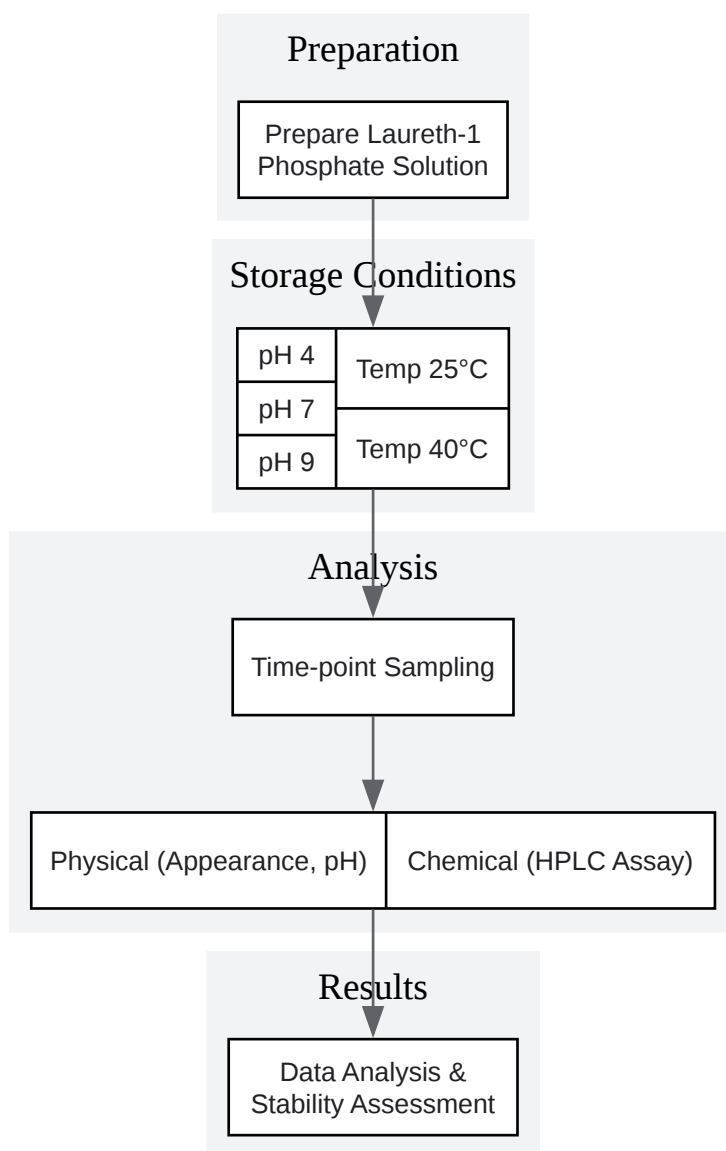 Preparation
Prepare Laureth-1
Phosphate Solution
Storage Conditions
pH 4
pH 7
pH 9
Temp 25°C
Temp 40°C
Analysis
Time-point Sampling
Physical (Appearance, pH)
Chemical (HPLC Assay)
Results
Data Analysis &
Stability Assessment